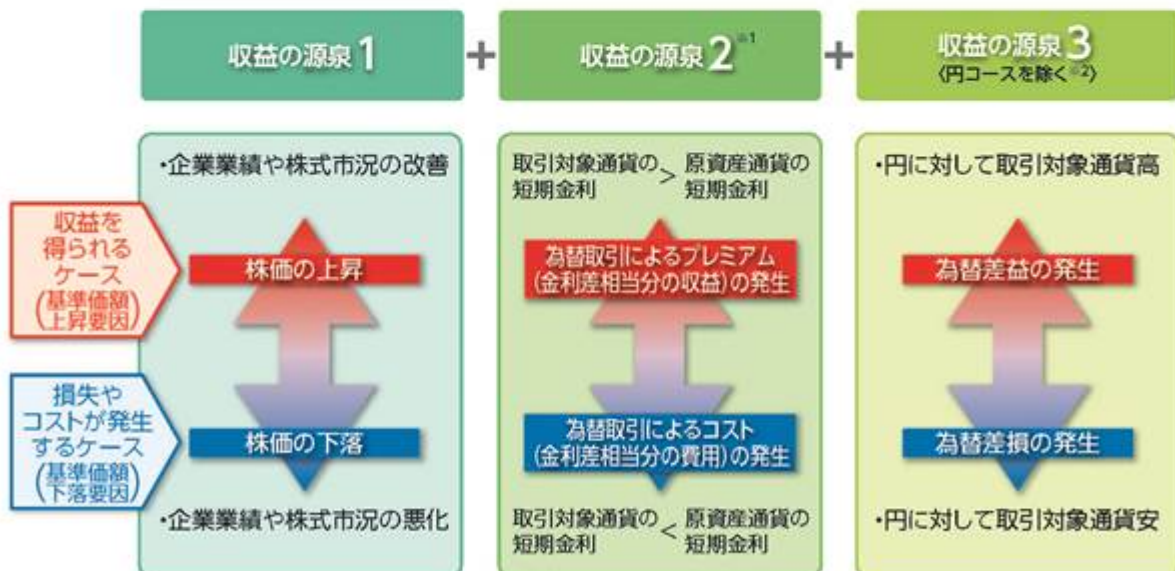 収益の源泉1
+
収益の源泉2※1
+
収益の源泉3
〈円コースを除く※2〉
収益を
得られる
ケース
(基準価額
上昇要因)
損失や
コストが発生
するケース
(基準価額
下落要因)
・企業業績や株式市況の改善
株価の上昇
株価の下落
・企業業績や株式市況の悪化
取引対象通貨の > 原資産通貨の
短期金利 短期金利
為替取引によるプレミアム
(金利差相当分の収益)の発生
為替取引によるコスト
(金利差相当分の費用)の発生
取引対象通貨の < 原資産通貨の
短期金利 短期金利
・円に対して取引対象通貨高
為替差益の発生
為替差損の発生
・円に対して取引対象通貨安